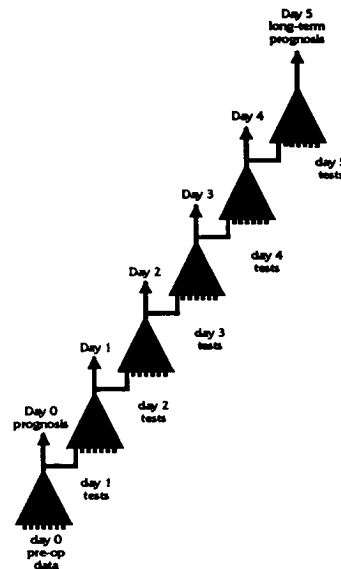 Day 5
long-term
prognosis
Day 4
day 5
tests
Day 3
day 4
tests
Day 2
day 3
tests
Day 1
day 2
tests
Day 0
prognosis
day 1
tests
day 0
pre-op
data